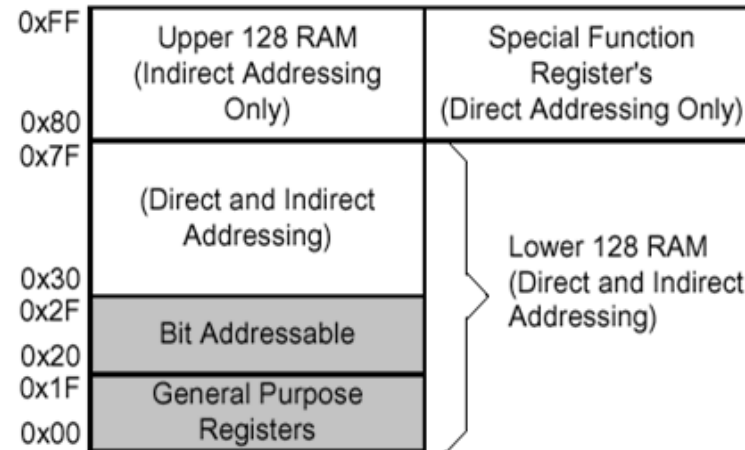 0xFF
Upper 128 RAM
(Indirect Addressing
Only)
0x80
Special Function
Register's
(Direct Addressing Only)
0x7F
(Direct and Indirect
Addressing)
0x30
Lower 128 RAM
(Direct and Indirect
Addressing)
0x2F
Bit Addressable
0x20
0x1F
General Purpose
Registers
0x00